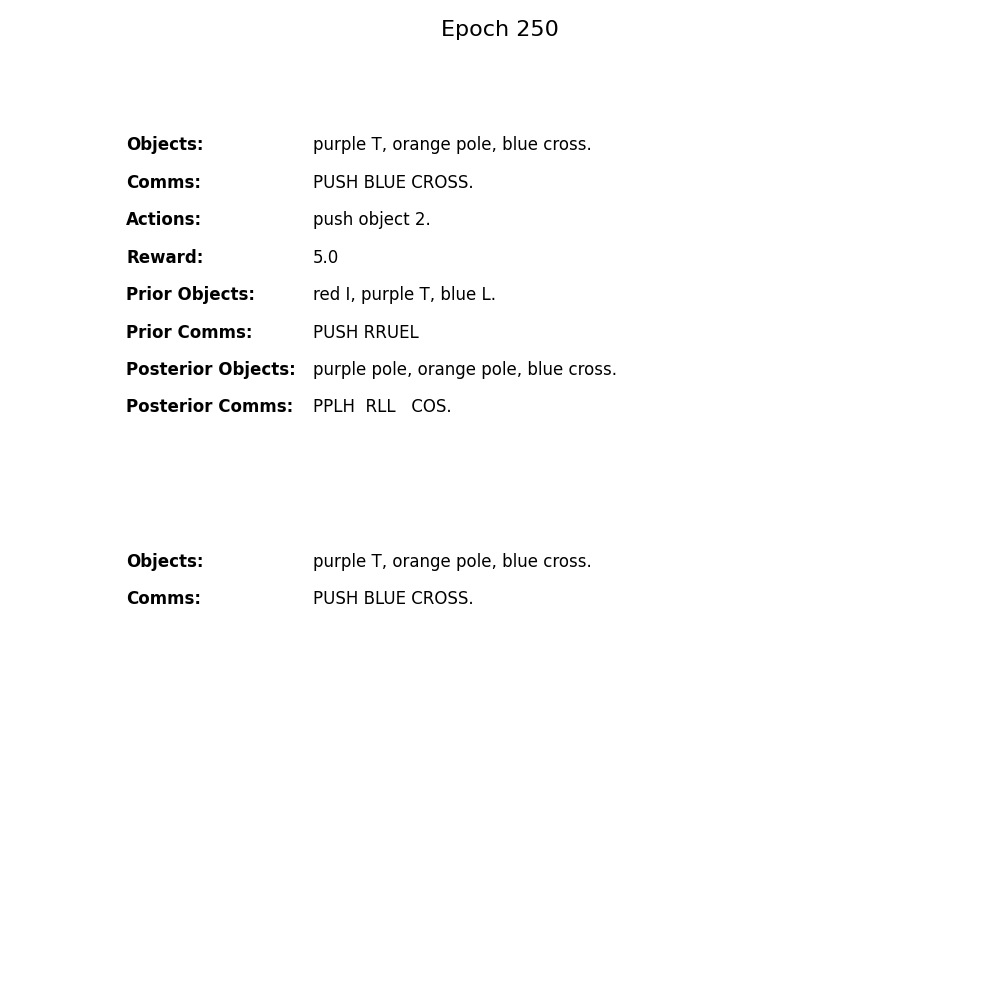 Epoch 250
Objects: purple T, orange pole, blue cross.
Comms: PUSH BLUE CROSS.
Actions: push object 2.
Reward: 5.0
Prior Objects: red I, purple T, blue L.
Prior Comms: PUSH RRUEL
Posterior Objects: purple pole, orange pole, blue cross.
Posterior Comms: PPLH  RLL   COS.
Objects: purple T, orange pole, blue cross.
Comms: PUSH BLUE CROSS.